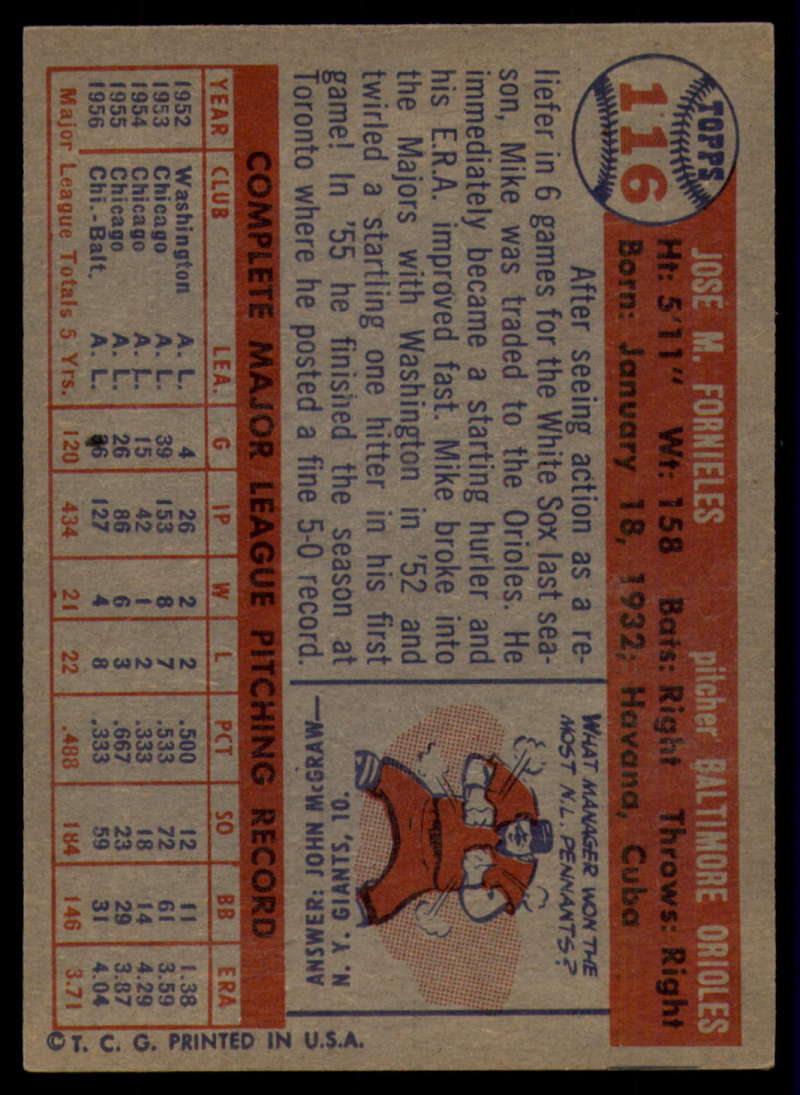 TOPPS
116
JOSE M. FORNIELES pitcher BALTIMORE ORIOLES
Ht: 5'11" Wt: 158 Bats: Right Throws: Right
Born: January 18, 1932; Havana, Cuba
After seeing action as a re-
liefer in 6 games for the White Sox last sea-
son, Mike was traded to the Orioles. He
immediately became a starting hurler and
his E.R.A. improved fast. Mike broke into
the Majors with Washington in '52 and
twirled a startling one hitter in his first
game! In '55 he finished the season at
Toronto where he posted a fine 5-0 record.
WHAT MANAGER WON THE
MOST N.L. PENNANTS?
ANSWER: JOHN McGRAW—
N. Y. GIANTS, 10.
COMPLETE MAJOR LEAGUE PITCHING RECORD
YEAR CLUB LEA. G IP W L PCT SO BB ERA
1952 Washington A. L. 4 26 2 2 .500 12 11 1.38
1953 Chicago A. L. 39 153 8 7 .533 72 61 3.59
1954 Chicago A. L. 15 42 1 2 .333 18 14 4.29
1955 Chicago A. L. 26 86 6 3 .667 23 29 3.87
1956 Chi.-Balt. A. L. 36 127 4 8 .333 59 31 4.04
Major League Totals 5 Yrs. 120 434 21 22 .488 184 146 3.71
© T. C. G. PRINTED IN U.S.A.